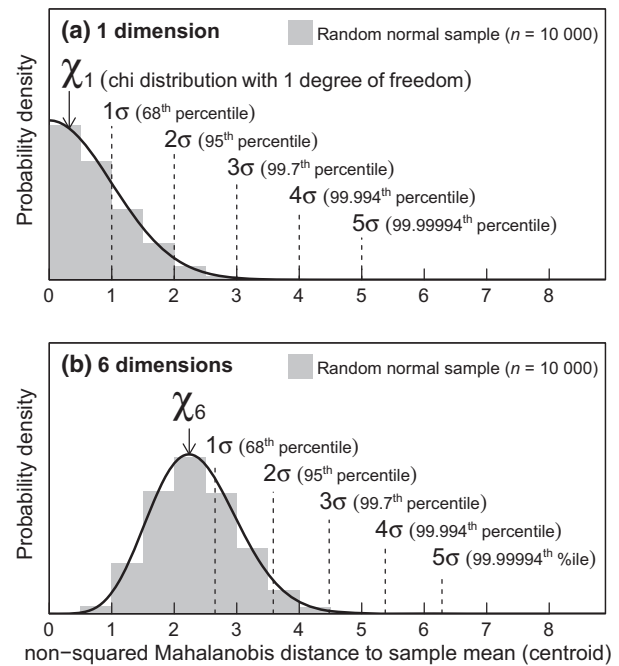 (a) 1 dimension
Random normal sample (n = 10 000)
χ1 (chi distribution with 1 degree of freedom)
1σ (68th percentile)
2σ (95th percentile)
3σ (99.7th percentile)
4σ (99.994th percentile)
5σ (99.99994th percentile)
Probability density
0 1 2 3 4 5 6 7 8
(b) 6 dimensions
Random normal sample (n = 10 000)
χ6
1σ (68th percentile)
2σ (95th percentile)
3σ (99.7th percentile)
4σ (99.994th percentile)
5σ (99.99994th %ile)
Probability density
0 1 2 3 4 5 6 7 8
non−squared Mahalanobis distance to sample mean (centroid)